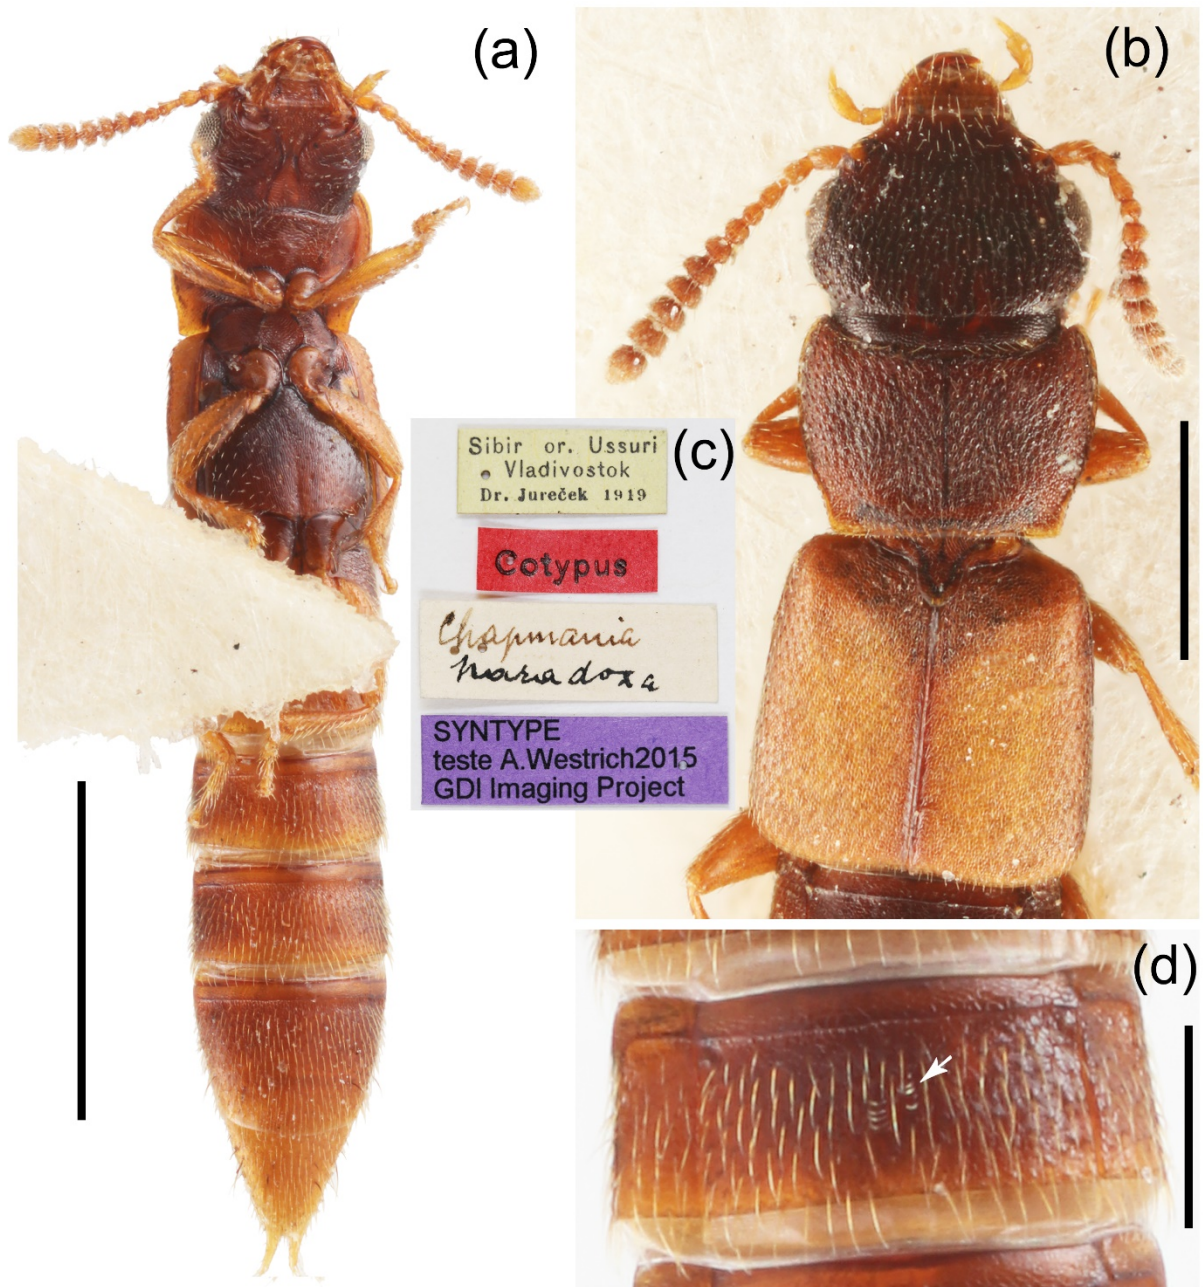 (a)
(b)
(c)
Sibir or. Ussuri
Vladivostok
Dr. Jureček 1919
Cotypus
Chapmania
paradoxa
SYNTYPE
teste A.Westrich2015
GDI Imaging Project
(d)